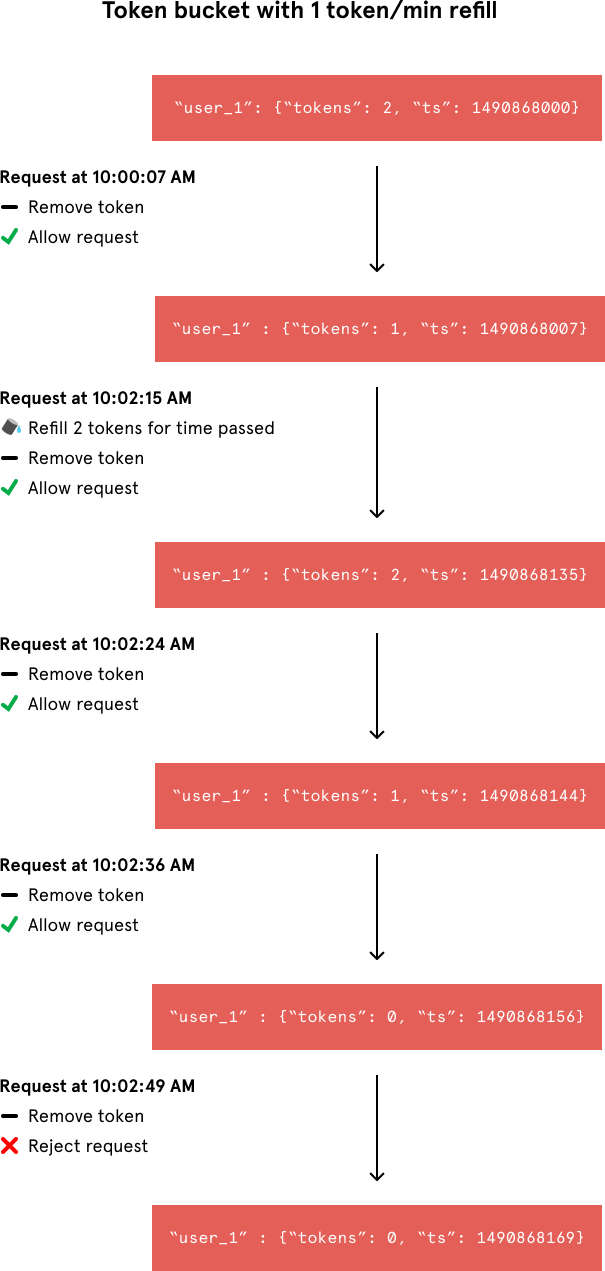 Token bucket with 1 token/min refill
“user_1”: {“tokens”: 2, “ts”: 1490868000}
Request at 10:00:07 AM
Remove token
Allow request
“user_1” : {“tokens”: 1, “ts”: 1490868007}
Request at 10:02:15 AM
Refill 2 tokens for time passed
Remove token
Allow request
“user_1” : {“tokens”: 2, “ts”: 1490868135}
Request at 10:02:24 AM
Remove token
Allow request
“user_1” : {“tokens”: 1, “ts”: 1490868144}
Request at 10:02:36 AM
Remove token
Allow request
“user_1” : {“tokens”: 0, “ts”: 1490868156}
Request at 10:02:49 AM
Remove token
Reject request
“user_1” : {“tokens”: 0, “ts”: 1490868169}